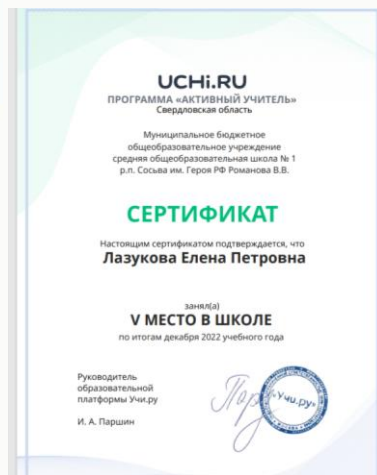 UCHi.RU
ПРОГРАММА «АКТИВНЫЙ УЧИТЕЛЬ»
Свердловская область
Муниципальное бюджетное
общеобразовательное учреждение
средняя общеобразовательная школа № 1
р.п. Сосьва им. Героя РФ Романова В.В.
СЕРТИФИКАТ
Настоящим сертификатом подтверждается, что
Лазукова Елена Петровна
занял(а)
V МЕСТО В ШКОЛЕ
по итогам декабря 2022 учебного года
Руководитель
образовательной
платформы Учи.ру
И. А. Паршин
«Учи.ру»